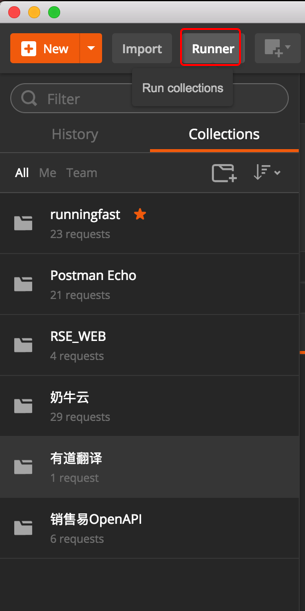 New Import Runner
Run collections
Filter
History Collections
All Me Team
runningfast
23 requests
Postman Echo
21 requests
RSE_WEB
4 requests
奶牛云
29 requests
有道翻译
1 request
销售易OpenAPI
6 requests